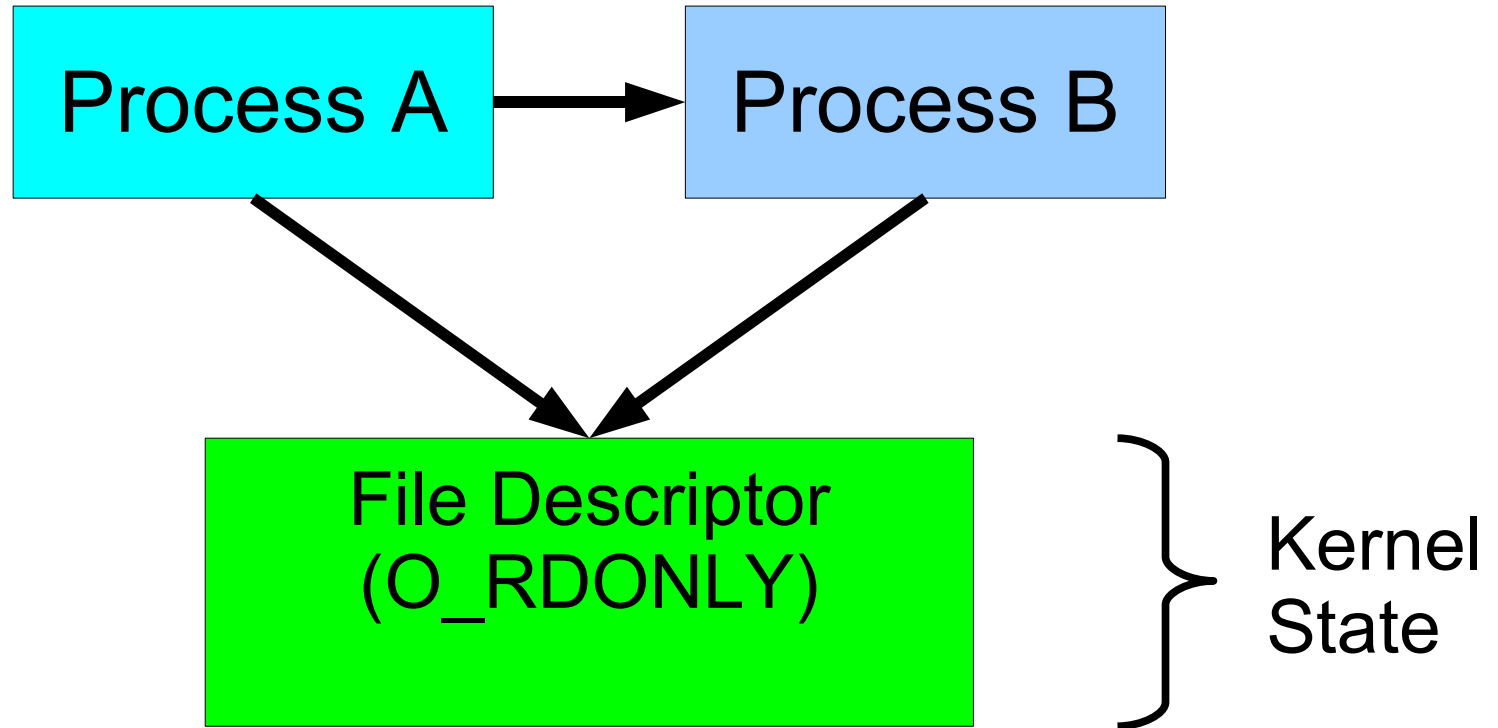 Process A
Process B
File Descriptor
(O_RDONLY)
Kernel
State